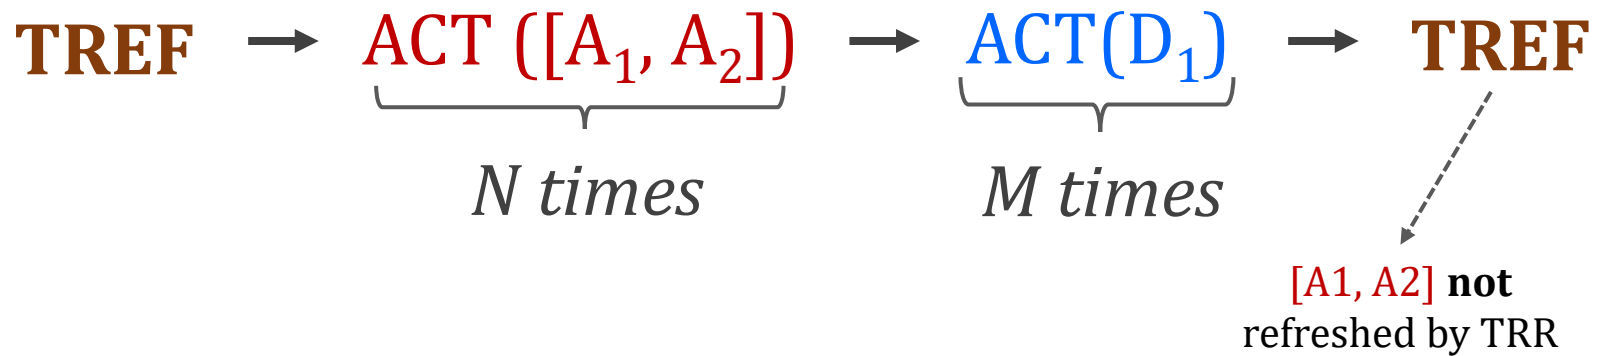 TREF → ACT ([A₁, A₂]) → ACT(D₁) → TREF
N times M times
[A1, A2] not
refreshed by TRR